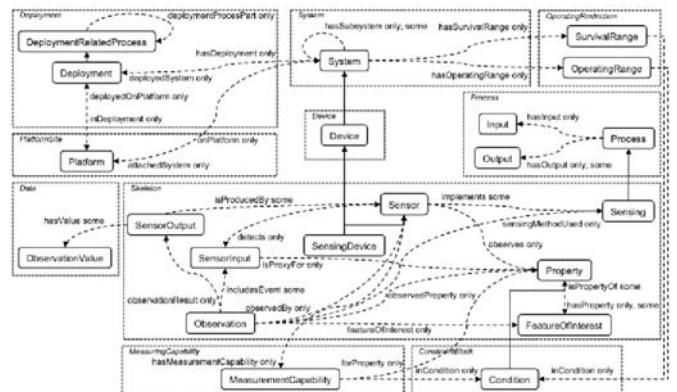 Deployment
deploymentProcesPart only
DeploymentRelatedProcess
Deployment
deployedOnPlatform only
inDeployment only
hasDeployment only
deployedSystem only
System
hasSubsystem only, some
System
hasSurvivalRange only
hasOperatingRange only
OperatingRestriction
SurvivalRange
OperatingRange
PlatformSite
Platform
onPlatform only
attachedSystem only
Device
Device
Process
Input
hasInput only
Process
Output
hasOutput only, some
Data
hasValue some
ObservationValue
Skeleton
isProducedBy some
Sensor
implements some
Sensing
SensorOutput
detects only
SensingDevice
sensingMethodUsed only
SensorInput
isProxyFor only
observes only
Property
observationResult only
includesEvent some
observedBy only
observedProperty only
isPropertyOf some
hasProperty only, some
Observation
featureOfInterest only
FeatureOfInterest
MeasuringCapability
hasMeasurementCapability only
forProperty only
MeasurementCapability
inCondition only
ConstraintBlock
Condition
inCondition only